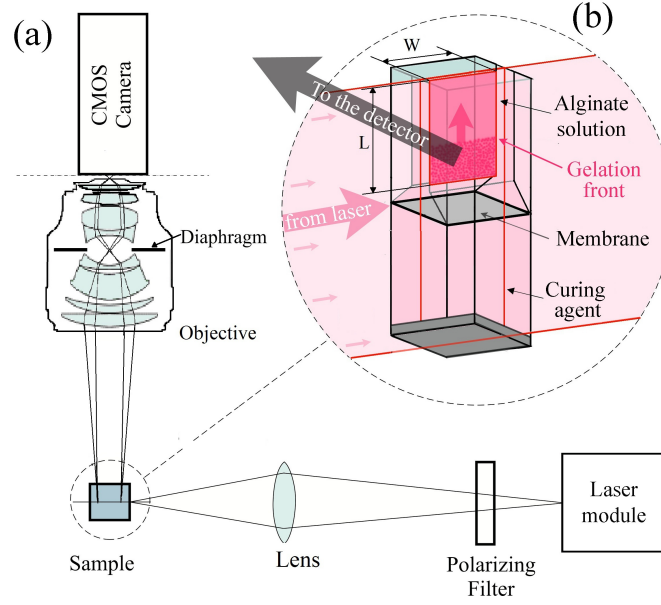 (a)
CMOS
Camera
Diaphragm
Objective
Sample
Lens
Polarizing
Filter
Laser
module
(b)
W
L
To the detector
from laser
Alginate
solution
Gelation
front
Membrane
Curing
agent